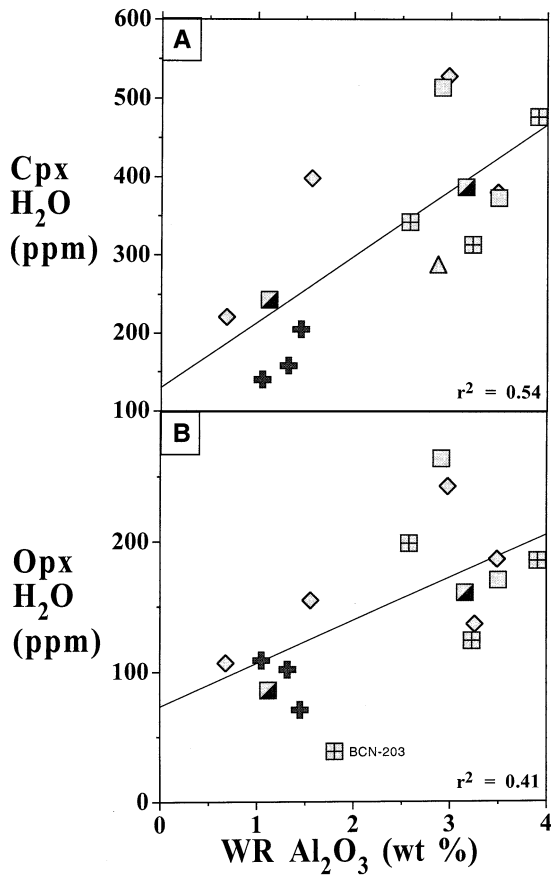 600
A
500
Cpx
400
H₂O
(ppm)
300
200
r² = 0.54
100
B
Opx
200
H₂O
(ppm)
100
BCN-203
r² = 0.41
0
0 1 2 3 4
WR Al₂O₃ (wt %)